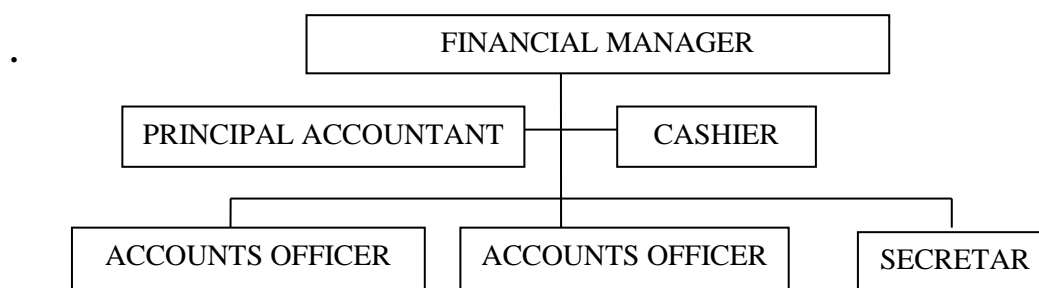 FINANCIAL MANAGER
.
PRINCIPAL ACCOUNTANT
CASHIER
ACCOUNTS OFFICER
ACCOUNTS OFFICER
SECRETAR